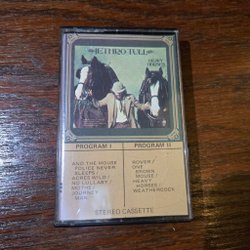 JETHRO TULL
HEAVY
HORSES
PROGRAM I
PROGRAM II
AND THE MOUSE
POLICE NEVER
SLEEPS /
ACRES WILD /
NO LULLABY /
MOTHS /
JOURNEY
MAN
ROVER /
ONE
BROWN
MOUSE /
HEAVY
HORSES /
WEATHERCOCK
STEREO CASSETTE